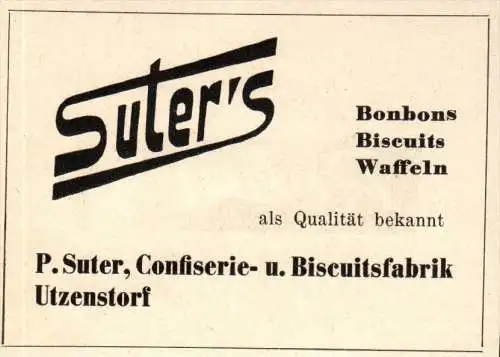 Suter's
Bonbons
Biscuits
Waffeln
als Qualität bekannt
P. Suter, Confiserie- u. Biscuitsfabrik
Utzenstorf